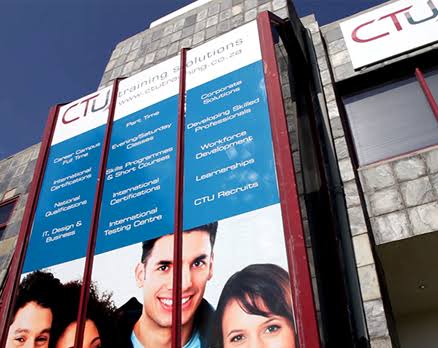 CTU training solutions
www.ctutraining.co.za
Career Campus
Full Time
International
Certifications
National
Qualifications
IT, Design &
Business
Part Time
Evening/Saturday
Classes
Skills Programmes
& Short Courses
International
Certifications
International
Testing Centre
Corporate
Solutions
Developing Skilled
Professionals
Workforce
Development
Learnerships
CTU Recruits
CTU